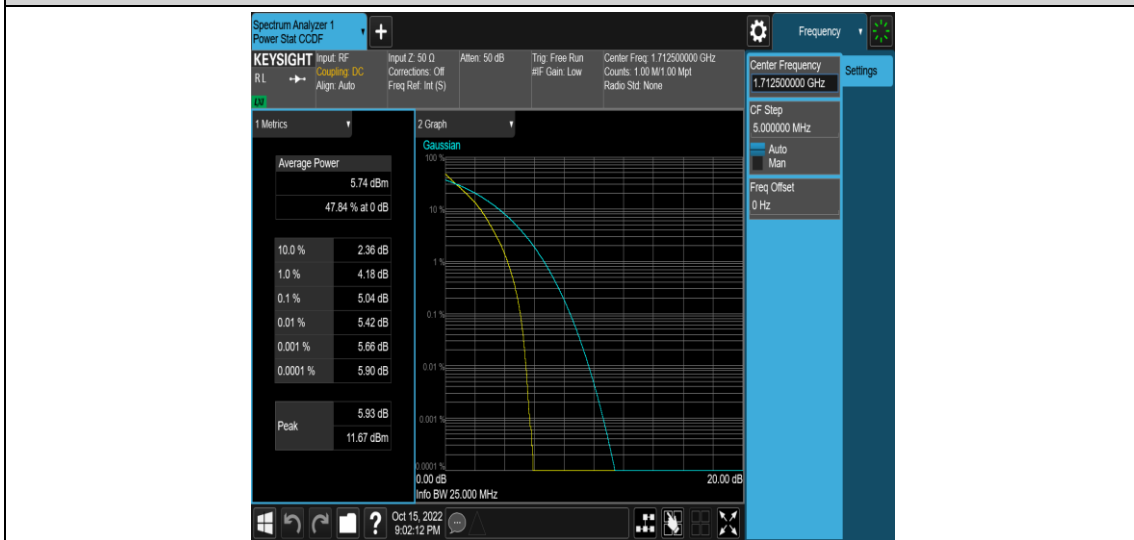 Spectrum Analyzer 1
Power Stat CCDF
+
Frequency
KEYSIGHT
RL
Input: RF
Coupling: DC
Align: Auto
Input Z: 50 Ω
Corrections: Off
Freq Ref: Int (S)
Atten: 50 dB
Trig: Free Run
#IF Gain: Low
Center Freq: 1.712500000 GHz
Counts: 1.00 M/1.00 Mpt
Radio Std: None
Center Frequency
1.712500000 GHz
Settings
CF Step
5.000000 MHz
Auto
Man
Freq Offset
0 Hz
1 Metrics
Average Power
5.74 dBm
47.84 % at 0 dB
10.0 % 2.36 dB
1.0 % 4.18 dB
0.1 % 5.04 dB
0.01 % 5.42 dB
0.001 % 5.66 dB
0.0001 % 5.90 dB
Peak 5.93 dB
11.67 dBm
2 Graph
Gaussian
100 %
10 %
1 %
0.1 %
0.01 %
0.001 %
0.0001 %
0.00 dB 20.00 dB
Info BW 25.000 MHz
?
Oct 15, 2022
9:02:12 PM